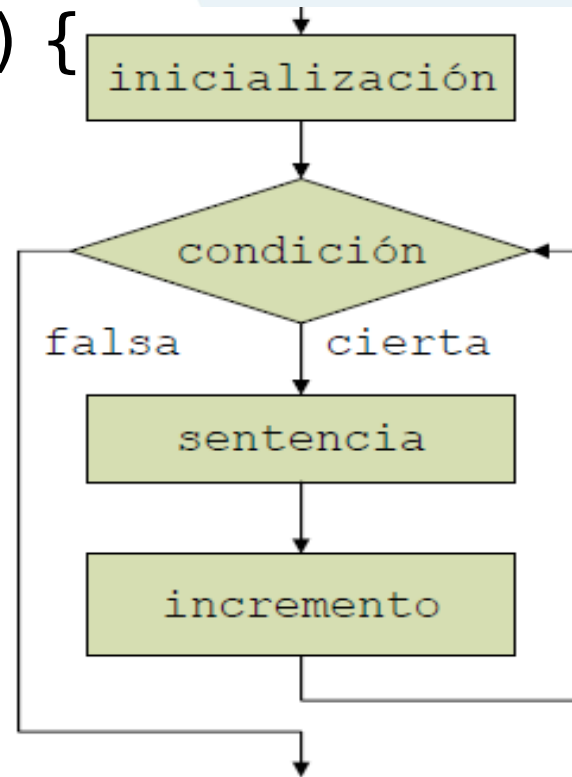 ) {
inicialización
condición
falsa cierta
sentencia
incremento